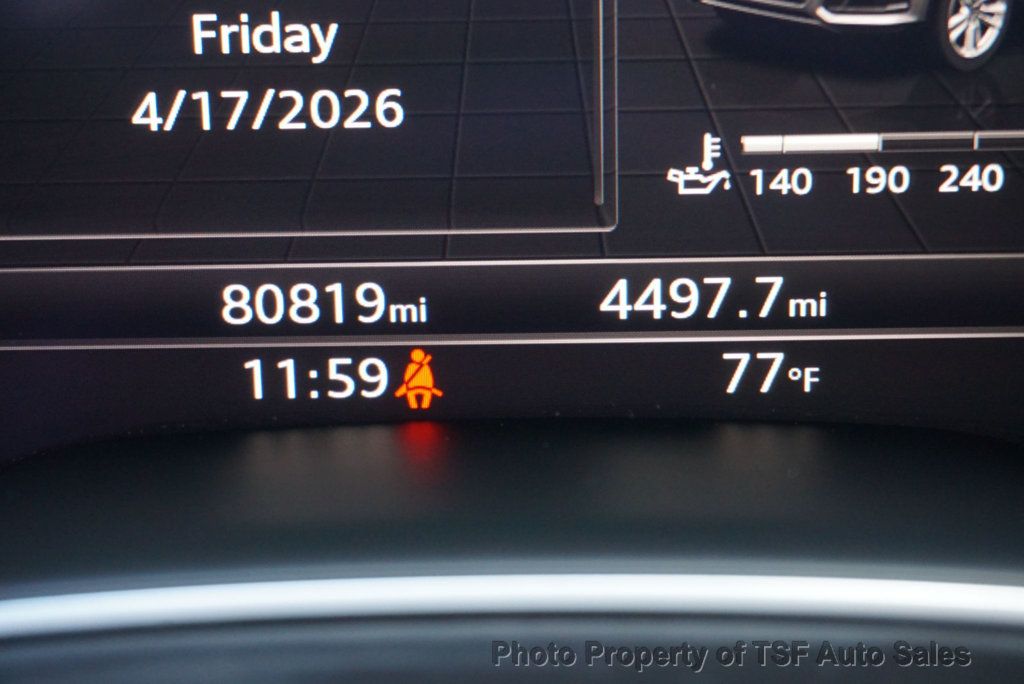 Friday
4/17/2026
140 190 240
80819mi 4497.7mi
11:59 77°F
Photo Property of TSF Auto Sales